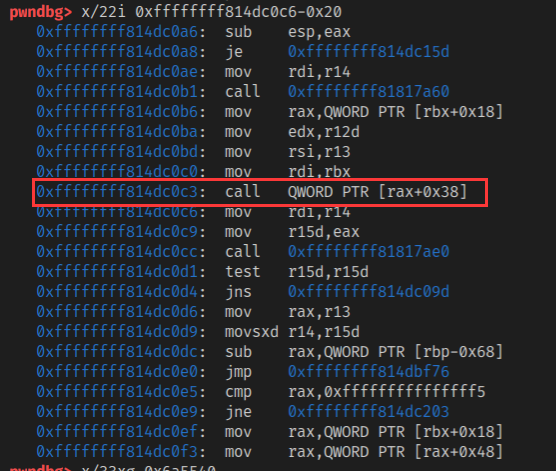 pwndbg> x/22i 0xffffffff814dc0c6-0x20
0xffffffff814dc0a6: sub esp,eax
0xffffffff814dc0a8: je 0xffffffff814dc15d
0xffffffff814dc0ae: mov rdi,r14
0xffffffff814dc0b1: call 0xffffffff81817a60
0xffffffff814dc0b6: mov rax,QWORD PTR [rbx+0x18]
0xffffffff814dc0ba: mov edx,r12d
0xffffffff814dc0bd: mov rsi,r13
0xffffffff814dc0c0: mov rdi,rbx
0xffffffff814dc0c3: call QWORD PTR [rax+0x38]
0xffffffff814dc0c6: mov rdi,r14
0xffffffff814dc0c9: mov r15d,eax
0xffffffff814dc0cc: call 0xffffffff81817ae0
0xffffffff814dc0d1: test r15d,r15d
0xffffffff814dc0d4: jns 0xffffffff814dc09d
0xffffffff814dc0d6: mov rax,r13
0xffffffff814dc0d9: movsxd r14,r15d
0xffffffff814dc0dc: sub rax,QWORD PTR [rbp-0x68]
0xffffffff814dc0e0: jmp 0xffffffff814dbf76
0xffffffff814dc0e5: cmp rax,0xfffffffffffffff5
0xffffffff814dc0e9: jne 0xffffffff814dc203
0xffffffff814dc0ef: mov rax,QWORD PTR [rbx+0x18]
0xffffffff814dc0f3: mov rax,QWORD PTR [rax+0x48]
pwndbg> x/22xg 0x6a5540